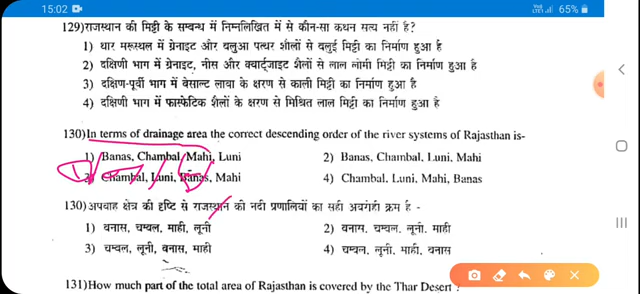 15:02
65%
129)राजस्थान की मिट्टी के सम्बन्ध में निम्नलिखित में से कौन-सा कथन सत्य नहीं है?
1) थार मरूस्थल में ग्रेनाइट और बलुआ पत्थर शैलों से बलुई मिट्टी का निर्माण हुआ है
2) दक्षिणी भाग में ग्रेनाइट, नीस और क्वार्ट्जाइट शैलों से लाल लोमी मिट्टी का निर्माण हुआ है
3) दक्षिण-पूर्वी भाग में बेसाल्ट लावा के क्षरण से काली मिट्टी का निर्माण हुआ है
4) दक्षिणी भाग में फास्फेटिक शैलों के क्षरण से मिश्रित लाल मिट्टी का निर्माण हुआ है
130)In terms of drainage area the correct descending order of the river systems of Rajasthan is-
1) Banas, Chambal, Mahi, Luni 2) Banas, Chambal, Luni, Mahi
Chambal, Luni, Banas, Mahi 4) Chambal, Luni, Mahi, Banas
130) अपवाह क्षेत्र की दृष्टि से राजस्थान की नदी प्रणालियों का सही अवरोही क्रम है -
1) बनास, चम्बल, माही, लूनी 2) बनास, चम्बल, लूनी, माही
3) चम्बल, लूनी, बनास, माही 4) चम्बल, लूनी, माही, बनास
131)How much part of the total area of Rajasthan is covered by the Thar Desert ?